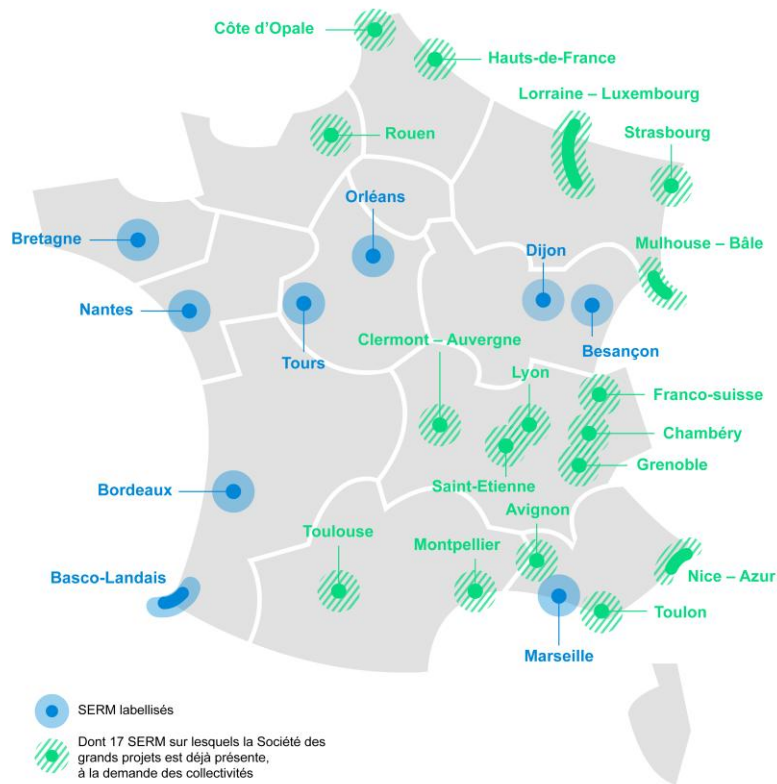 Côte d'Opale
Hauts-de-France
Lorraine – Luxembourg
Rouen
Strasbourg
Orléans
Bretagne
Dijon
Mulhouse – Bâle
Nantes
Clermont – Auvergne
Tours
Besançon
Lyon
Franco-suisse
Chambéry
Grenoble
Bordeaux
Saint-Etienne
Avignon
Toulouse
Montpellier
Basco-Landais
Nice – Azur
Toulon
Marseille
SERM labellisés
Dont 17 SERM sur lesquels la Société des
grands projets est déjà présente,
à la demande des collectivités